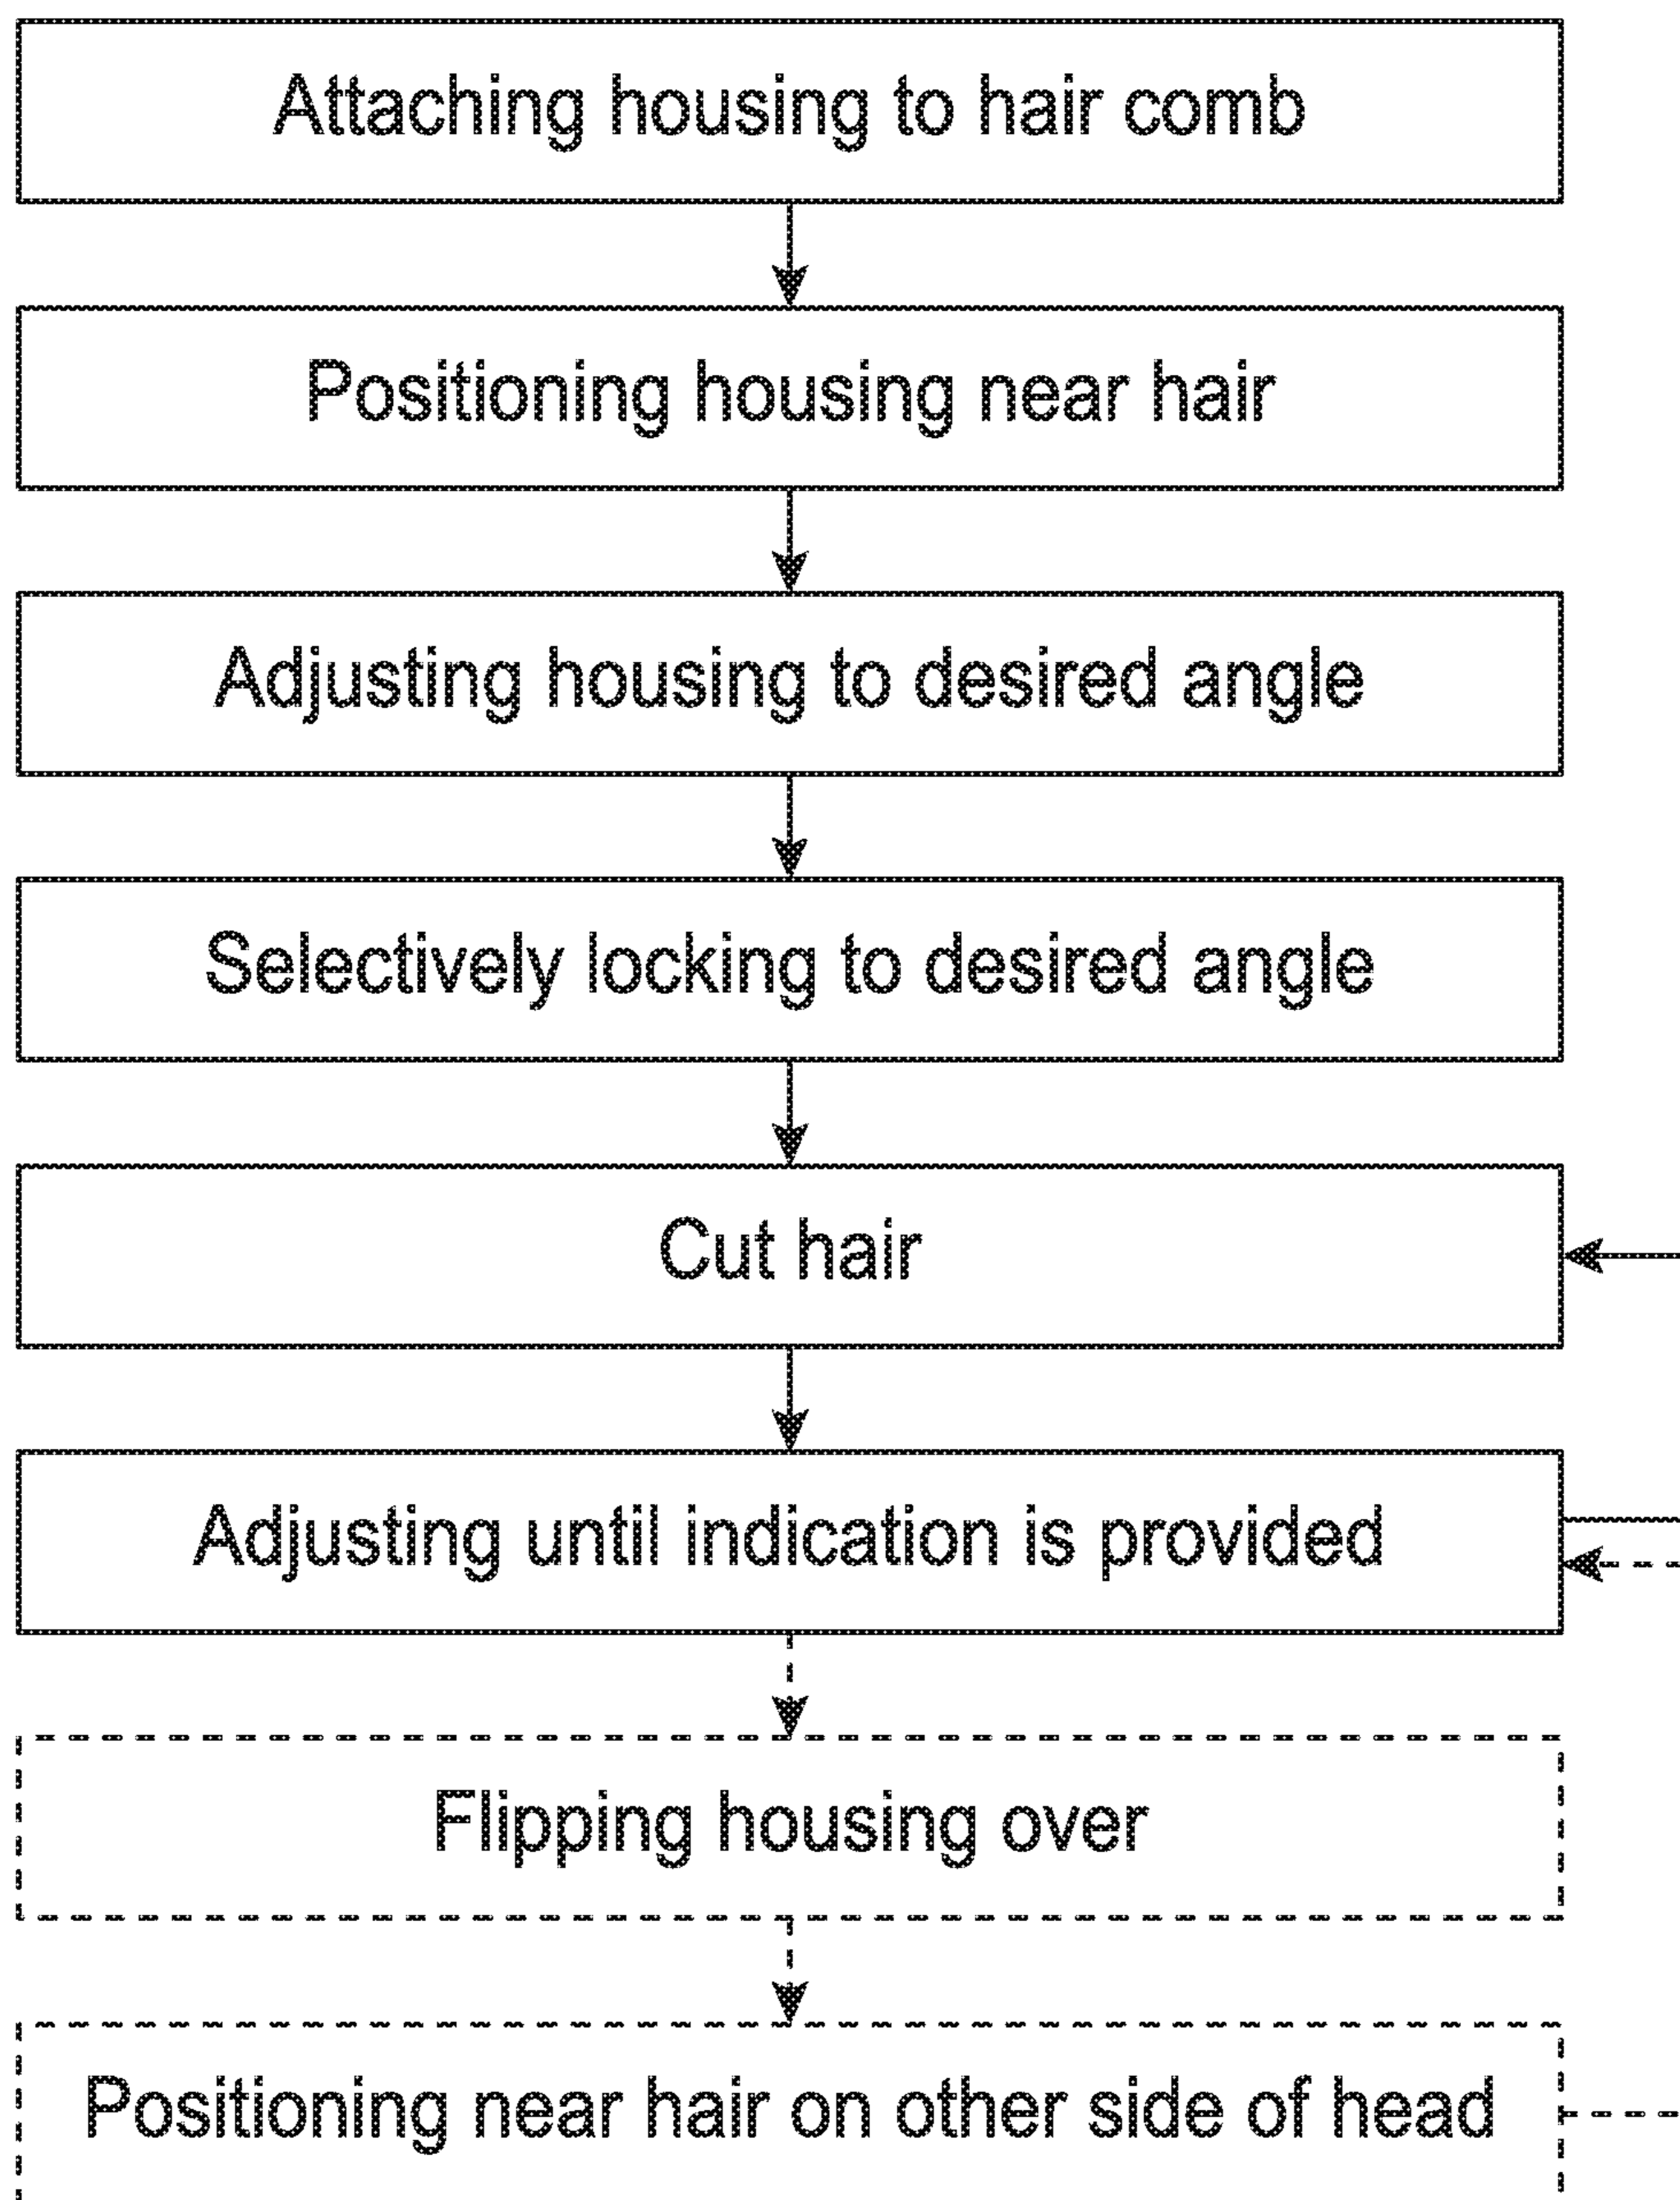 Attaching housing to hair comb
Positioning housing near hair
Adjusting housing to desired angle
Selectively locking to desired angle
Cut hair
Adjusting until indication is provided
Flipping housing over
Positioning near hair on other side of head